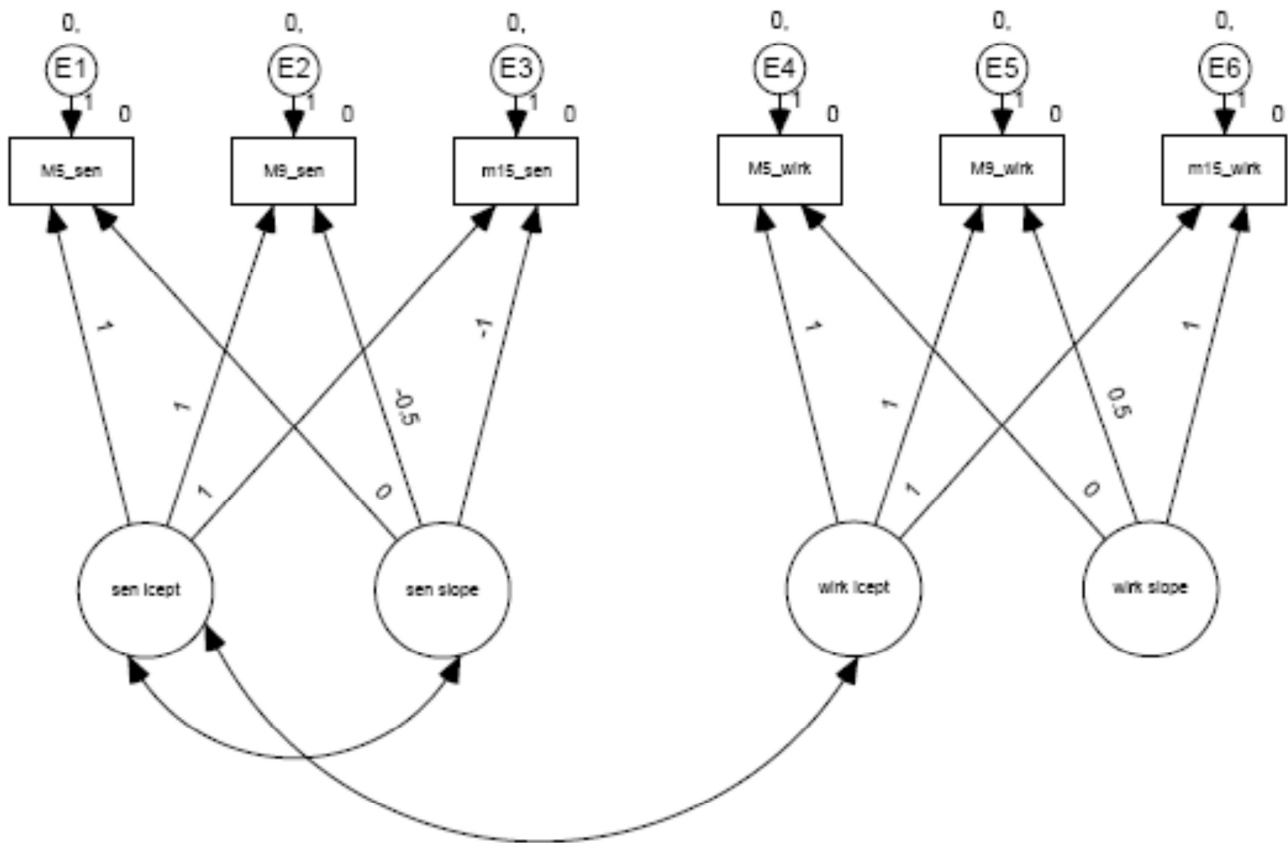 0, 0, 0, 0, 0, 0,
E1 E2 E3 E4 E5 E6
1 0 1 0 1 0 1 0 1 0 1 0
M5_sen M9_sen m15_sen M5_wirk M9_wirk m15_wirk
1 -1 1 1
1 -0,5 1 0,5
1 0 1 0
sen icept sen slope wirk icept wirk slope